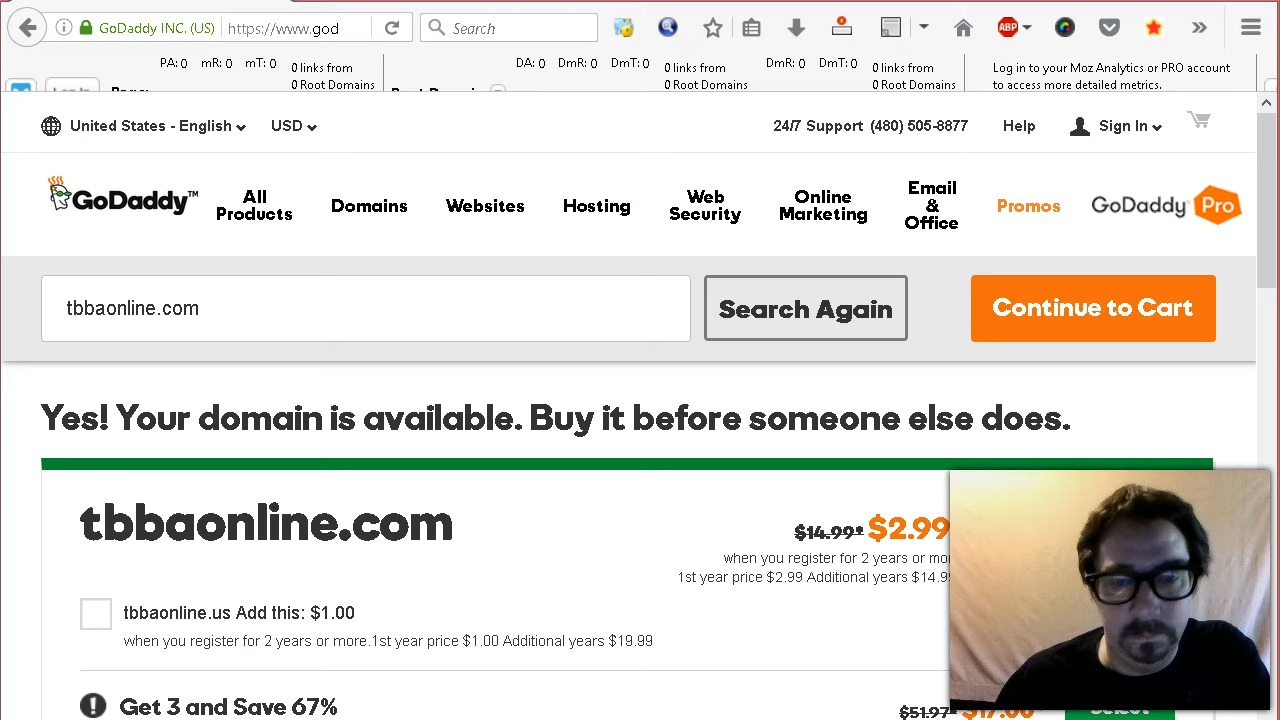 GoDaddy INC. (US)
https://www.god
Search
ABP
PA: 0 mR: 0 mT: 0
0 links from
0 Root Domains
DA: 0 DmR: 0 DmT: 0
0 links from
0 Root Domains
DmR: 0 DmT: 0
0 links from
0 Root Domains
Log in to your Moz Analytics or PRO account
to access more detailed metrics.
United States - English
USD
24/7 Support (480) 505-8877
Help
Sign In
GoDaddy™
All
Products
Domains
Websites
Hosting
Web
Security
Online
Marketing
Email
&
Office
Promos
GoDaddy Pro
tbbaonline.com
Search Again
Continue to Cart
Yes! Your domain is available. Buy it before someone else does.
tbbaonline.com
$14.99* $2.99
when you register for 2 years or
1st year price $2.99 Additional years
tbbaonline.us Add this: $1.00
when you register for 2 years or more.1st year price $1.00 Additional years $19.99
Get 3 and Save 67%
$51.97* $17.00
Select